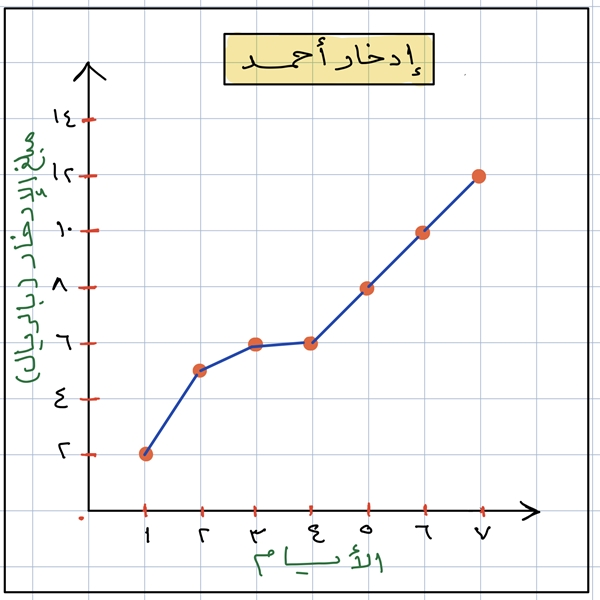 إدخار أحمد
مبلغ الإدخار (بالريال)
١٤
١٢
١٠
٨
٦
٤
٢
٠
١ ٢ ٣ ٤ ٥ ٦ ٧
الأيام